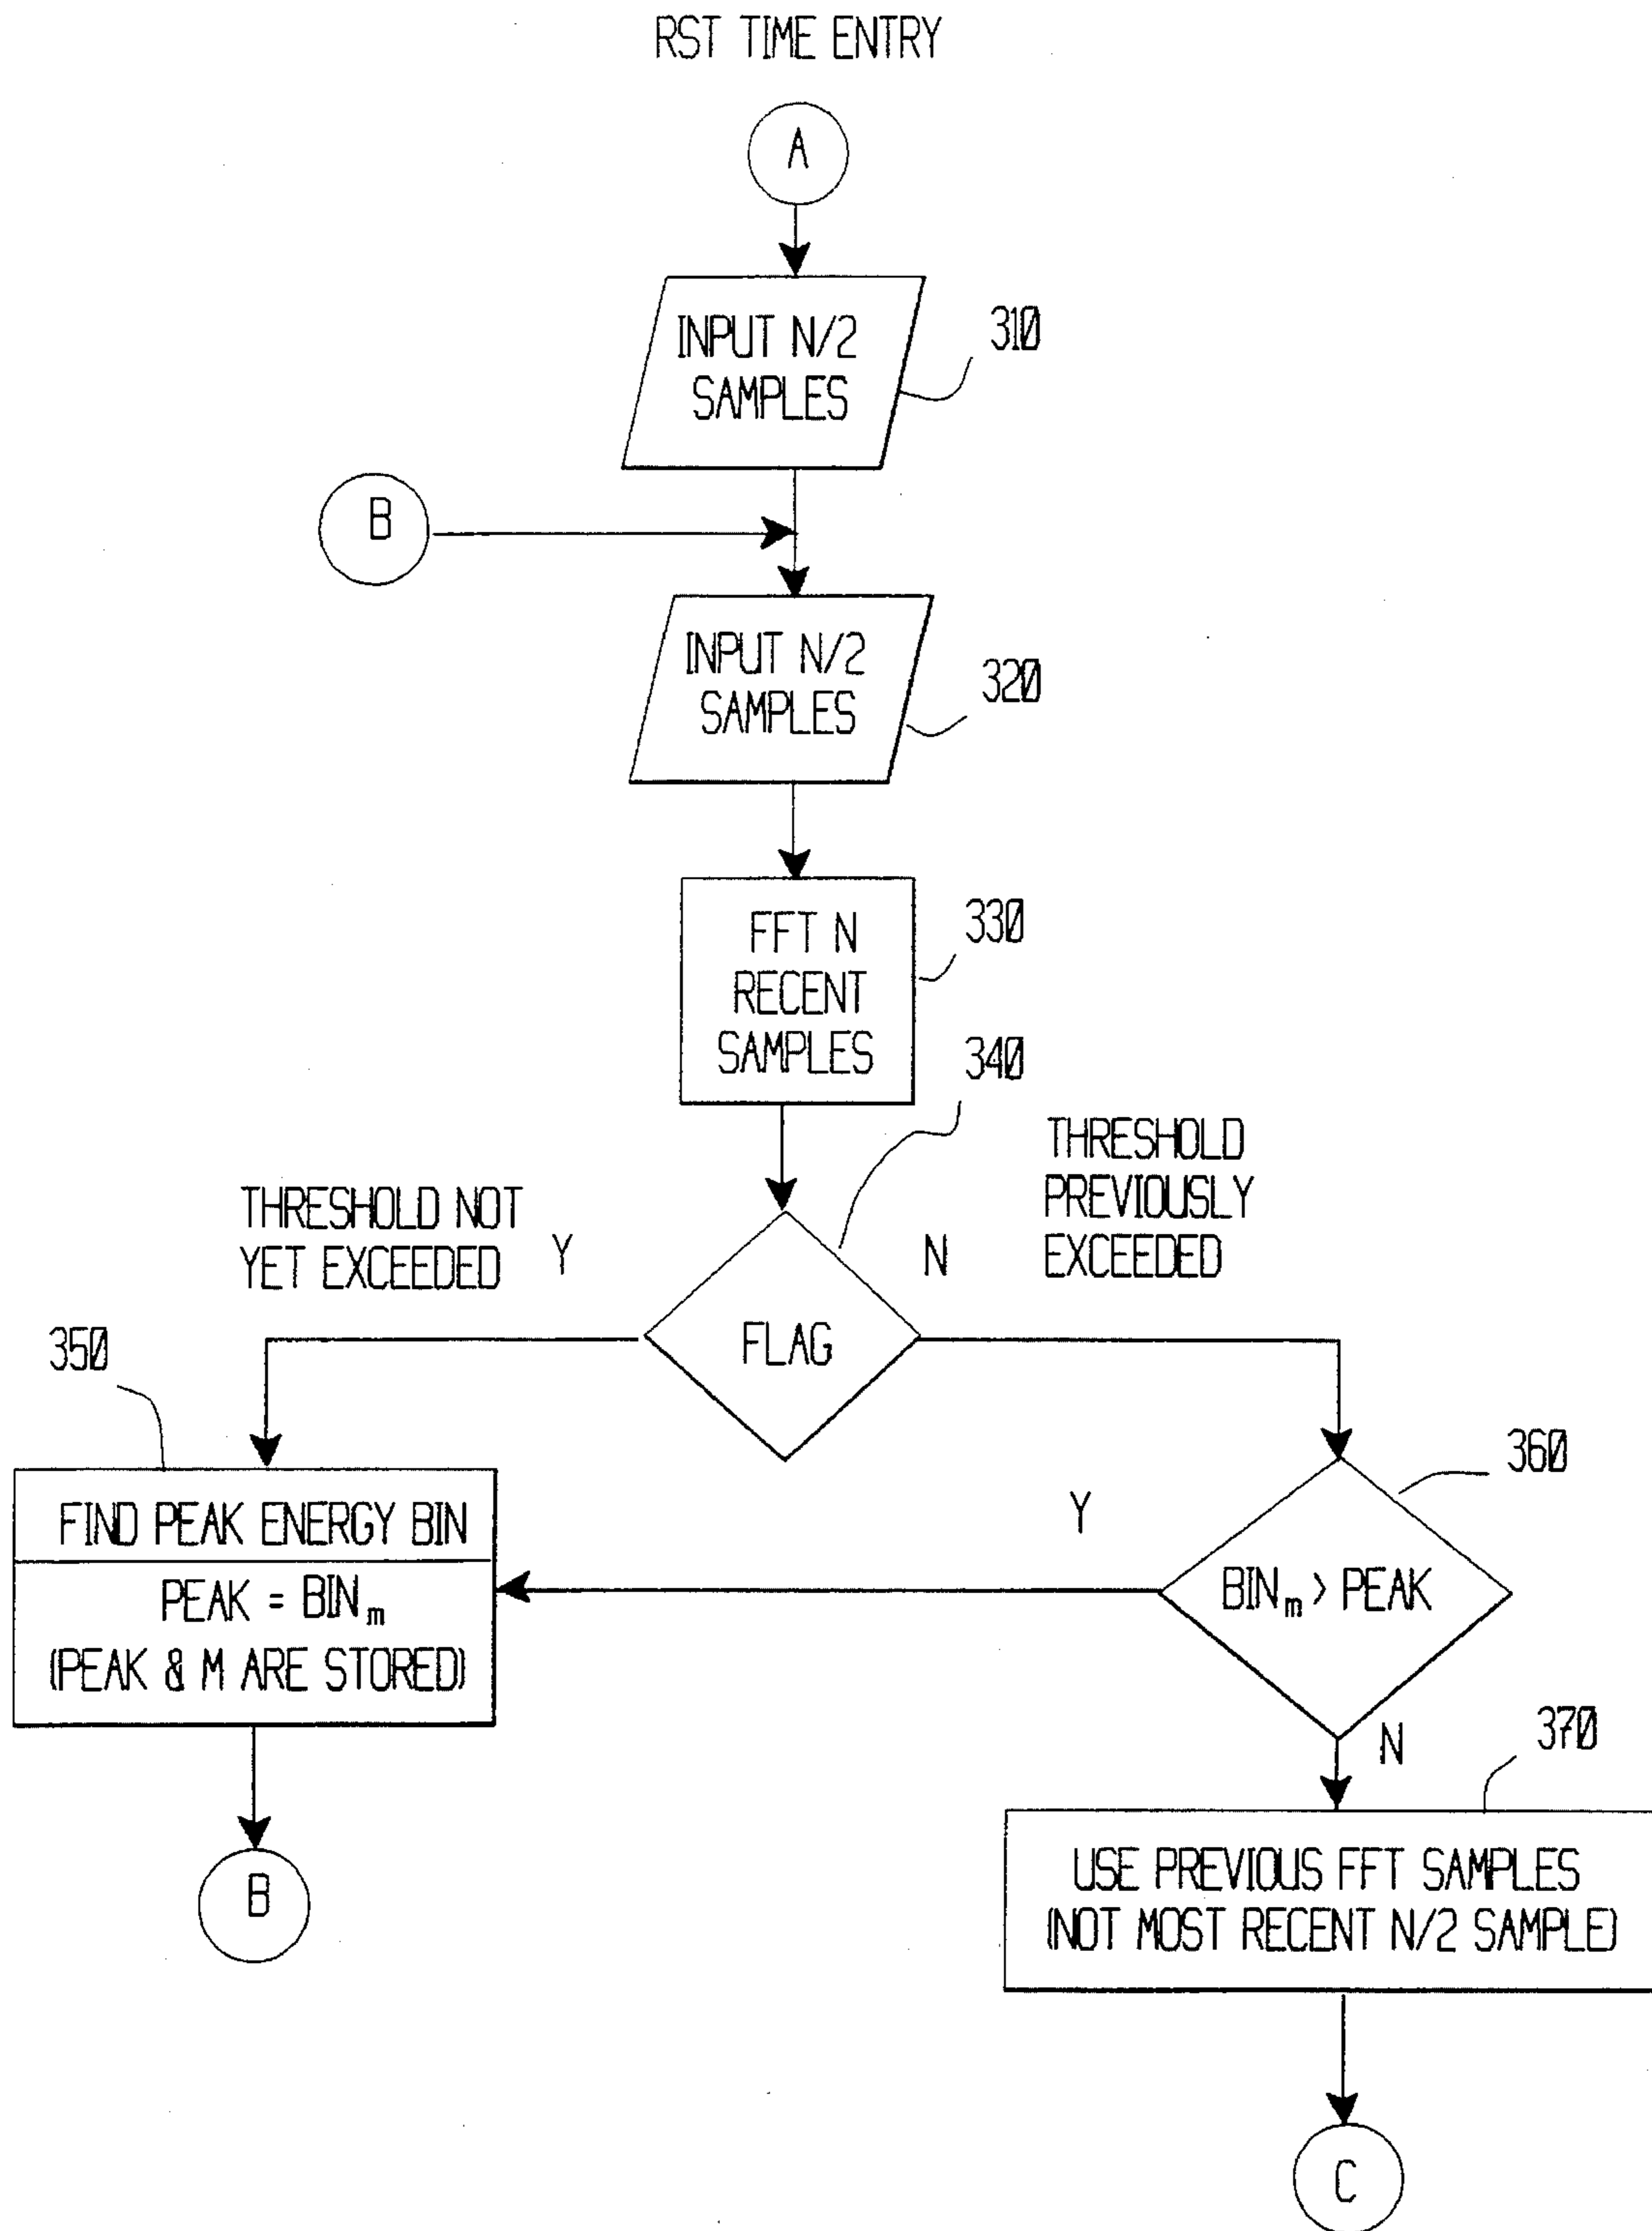 RST TIME ENTRY
A
INPUT N/2
SAMPLES
310
B
INPUT N/2
SAMPLES
320
FFT N
RECENT
SAMPLES
330
340
THRESHOLD NOT
YET EXCEEDED
Y
N
THRESHOLD
PREVIOUSLY
EXCEEDED
FLAG
350
FIND PEAK ENERGY BIN
PEAK = BINm
(PEAK & M ARE STORED)
Y
360
BINm > PEAK
N
370
USE PREVIOUS FFT SAMPLES
(NOT MOST RECENT N/2 SAMPLE)
B
C